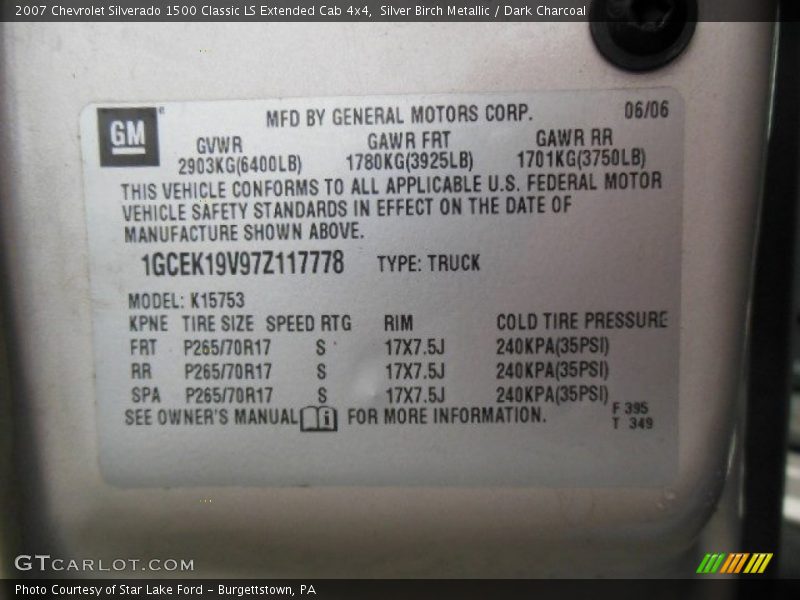 2007 Chevrolet Silverado 1500 Classic LS Extended Cab 4x4,  Silver Birch Metallic / Dark Charcoal
GM®
MFD BY GENERAL MOTORS CORP. 06/06
GVWR GAWR FRT GAWR RR
2903KG(6400LB) 1780KG(3925LB) 1701KG(3750LB)
THIS VEHICLE CONFORMS TO ALL APPLICABLE U.S. FEDERAL MOTOR
VEHICLE SAFETY STANDARDS IN EFFECT ON THE DATE OF
MANUFACTURE SHOWN ABOVE.
1GCEK19V97Z117778 TYPE: TRUCK
MODEL: K15753
KPNE TIRE SIZE SPEED RTG RIM COLD TIRE PRESSURE
FRT P265/70R17 S 17X7.5J 240KPA(35PSI)
RR P265/70R17 S 17X7.5J 240KPA(35PSI)
SPA P265/70R17 S 17X7.5J 240KPA(35PSI)
SEE OWNER'S MANUAL i FOR MORE INFORMATION.
F 395
T 349
GTCARLOT.COM
Photo Courtesy of Star Lake Ford - Burgettstown, PA